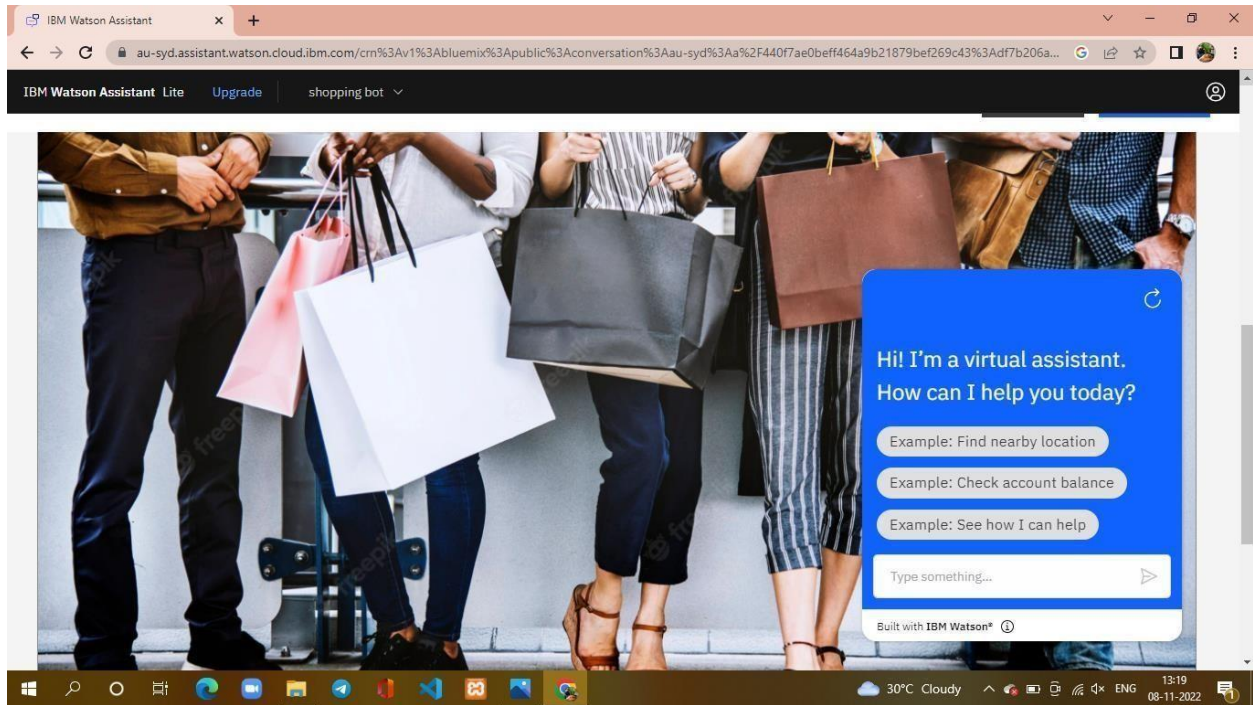 IBM Watson Assistant
au-syd.assistant.watson.cloud.ibm.com/crn%3Av1%3Abluemix%3Apublic%3Aconversation%3Aau-syd%3Aa%2F440f7ae0beff464a9b21879bef269c43%3Adf7b206a...
IBM Watson Assistant Lite Upgrade shopping bot
Hi! I'm a virtual assistant.
How can I help you today?
Example: Find nearby location
Example: Check account balance
Example: See how I can help
Type something...
Built with IBM Watson®
freepik
freepik
freepik
30°C Cloudy ENG 13:19
08-11-2022